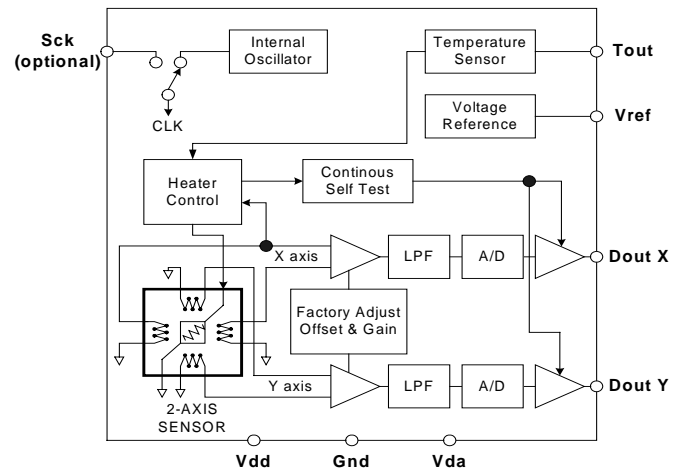 Sck
(optional)
Internal
Oscillator
CLK
Temperature
Sensor
Tout
Voltage
Reference
Vref
Heater
Control
Continous
Self Test
X axis
LPF
A/D
Dout X
Factory Adjust
Offset & Gain
Y axis
LPF
A/D
Dout Y
2-AXIS
SENSOR
Vdd
Gnd
Vda